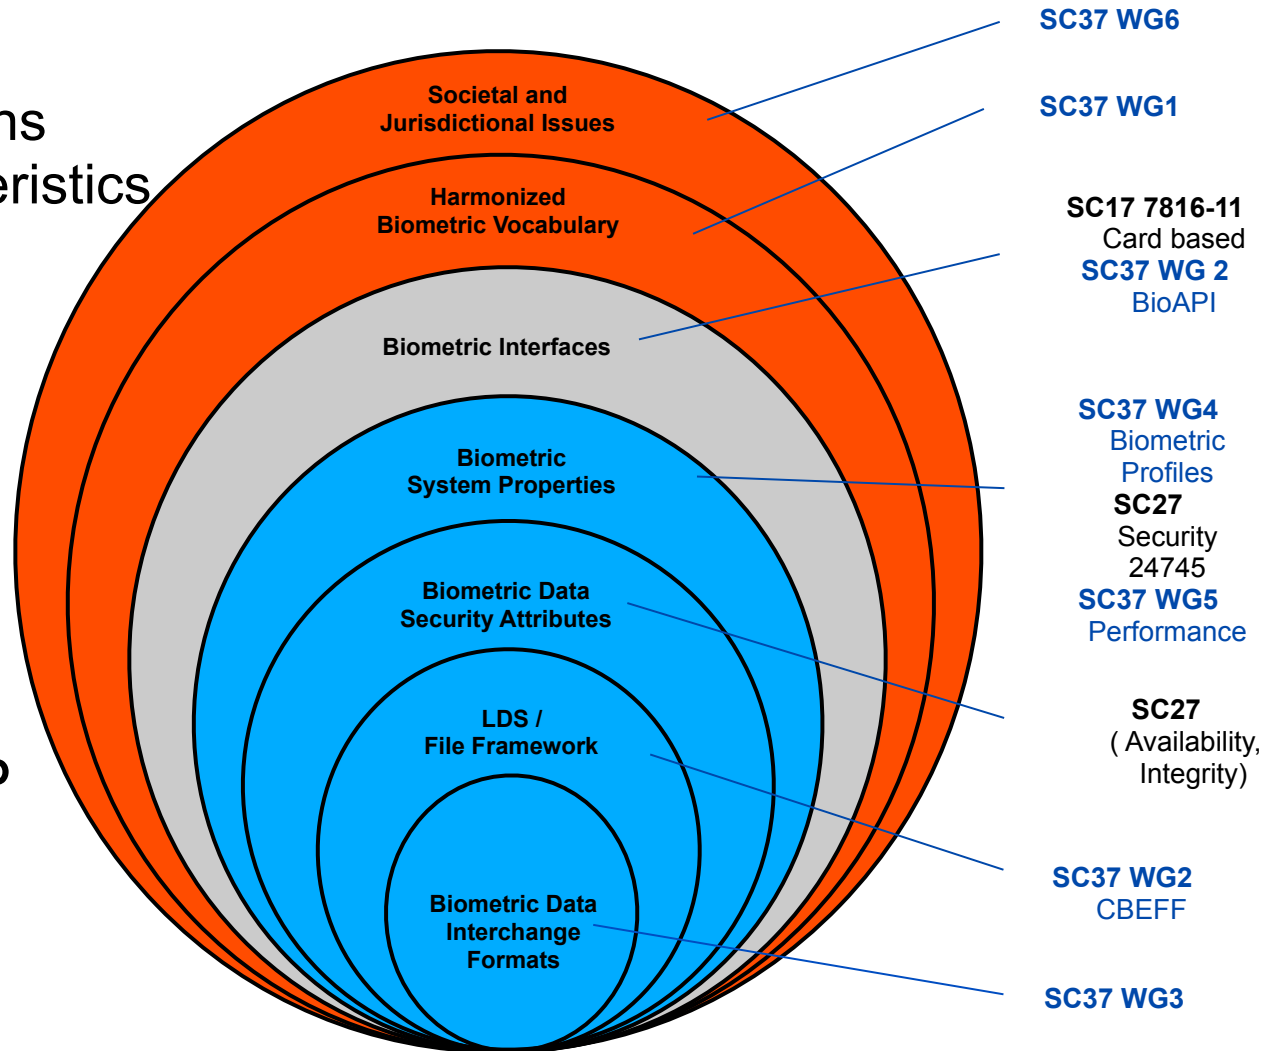 ns
eristics
Societal and
Jurisdictional Issues
Harmonized
Biometric Vocabulary
Biometric Interfaces
Biometric
System Properties
Biometric Data
Security Attributes
LDS /
File Framework
Biometric Data
Interchange
Formats
SC37 WG6
SC37 WG1
SC17 7816-11
Card based
SC37 WG 2
BioAPI
SC37 WG4
Biometric
Profiles
SC27
Security
24745
SC37 WG5
Performance
SC27
( Availability,
Integrity)
SC37 WG2
CBEFF
SC37 WG3